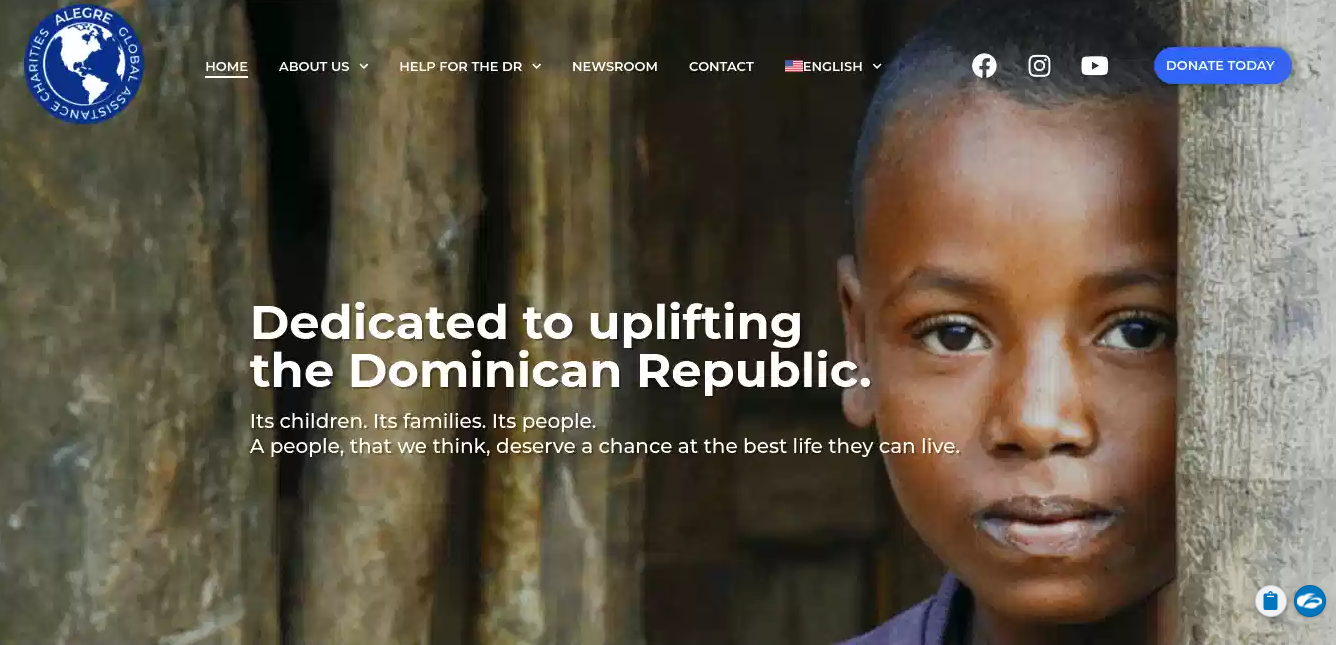 ALEGRE GLOBAL ASSISTANCE CHARITIES
HOME
ABOUT US
HELP FOR THE DR
NEWSROOM
CONTACT
ENGLISH
DONATE TODAY
Dedicated to uplifting
the Dominican Republic.
Its children. Its families. Its people.
A people, that we think, deserve a chance at the best life they can live.